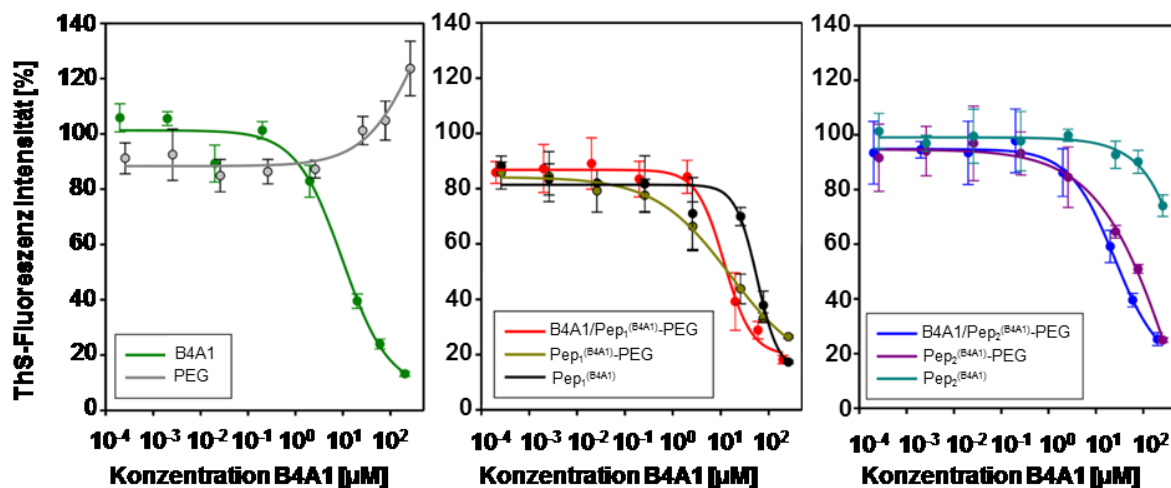 ThS-Fluoreszenzintensität [%]
140
120
100
80
60
40
20
0
B4A1
PEG
10⁻⁴ 10⁻³ 10⁻² 10⁻¹ 10⁰ 10¹ 10²
Konzentration B4A1 [µM]
140
120
100
80
60
40
20
0
B4A1/Pep₁⁽ᴮ⁴ᴬ¹⁾-PEG
Pep₁⁽ᴮ⁴ᴬ¹⁾-PEG
Pep₁⁽ᴮ⁴ᴬ¹⁾
10⁻⁴ 10⁻³ 10⁻² 10⁻¹ 10⁰ 10¹ 10²
Konzentration B4A1 [µM]
140
120
100
80
60
40
20
0
B4A1/Pep₂⁽ᴮ⁴ᴬ¹⁾-PEG
Pep₂⁽ᴮ⁴ᴬ¹⁾-PEG
Pep₂⁽ᴮ⁴ᴬ¹⁾
10⁻⁴ 10⁻³ 10⁻² 10⁻¹ 10⁰ 10¹ 10²
Konzentration B4A1 [µM]